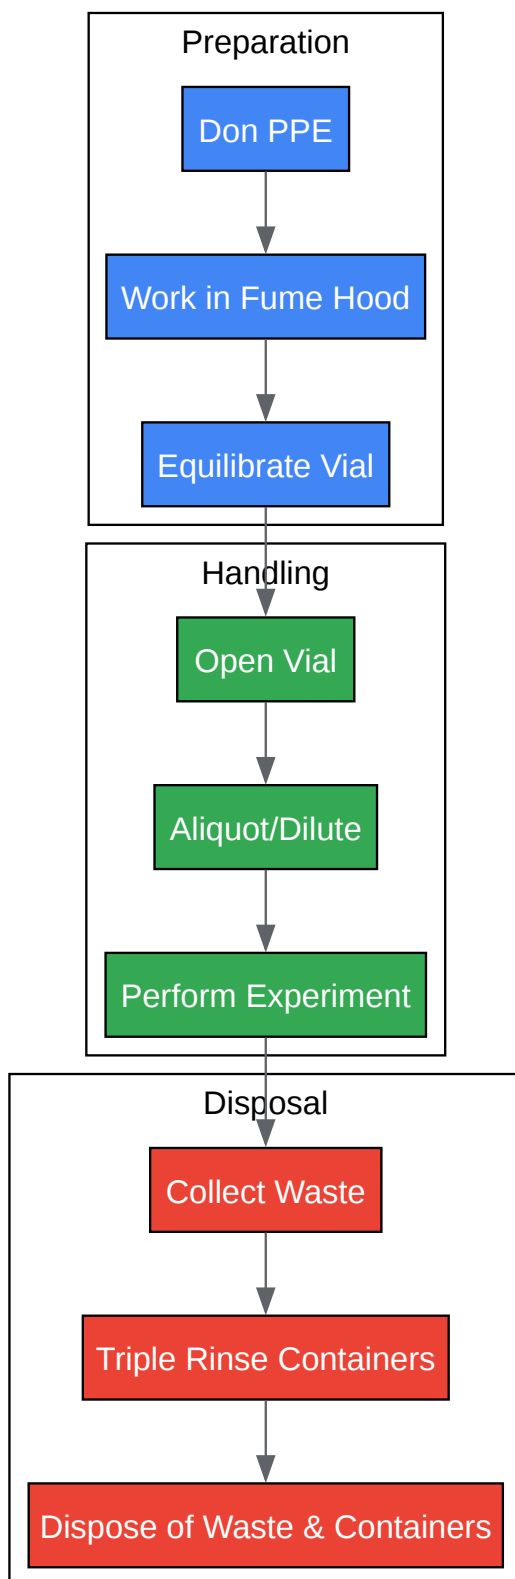 Preparation
Don PPE
Work in Fume Hood
Equilibrate Vial
Handling
Open Vial
Aliquot/Dilute
Perform Experiment
Disposal
Collect Waste
Triple Rinse Containers
Dispose of Waste & Containers